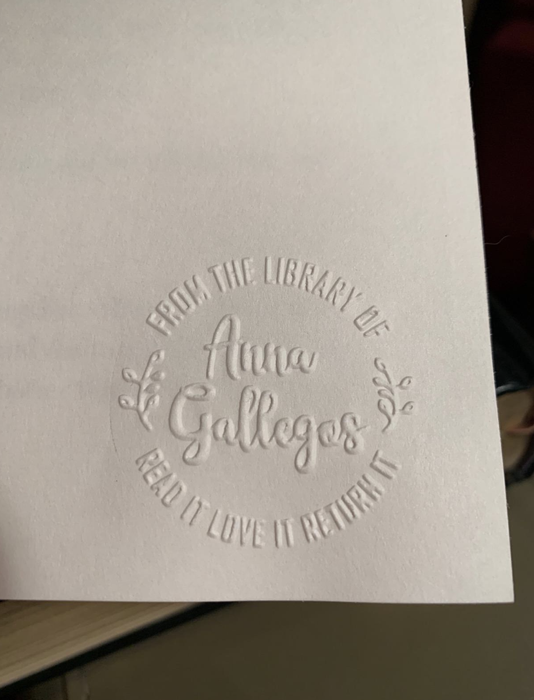 FROM THE LIBRARY OF
Anna
Gallegos
READ IT LOVE IT RETURN IT